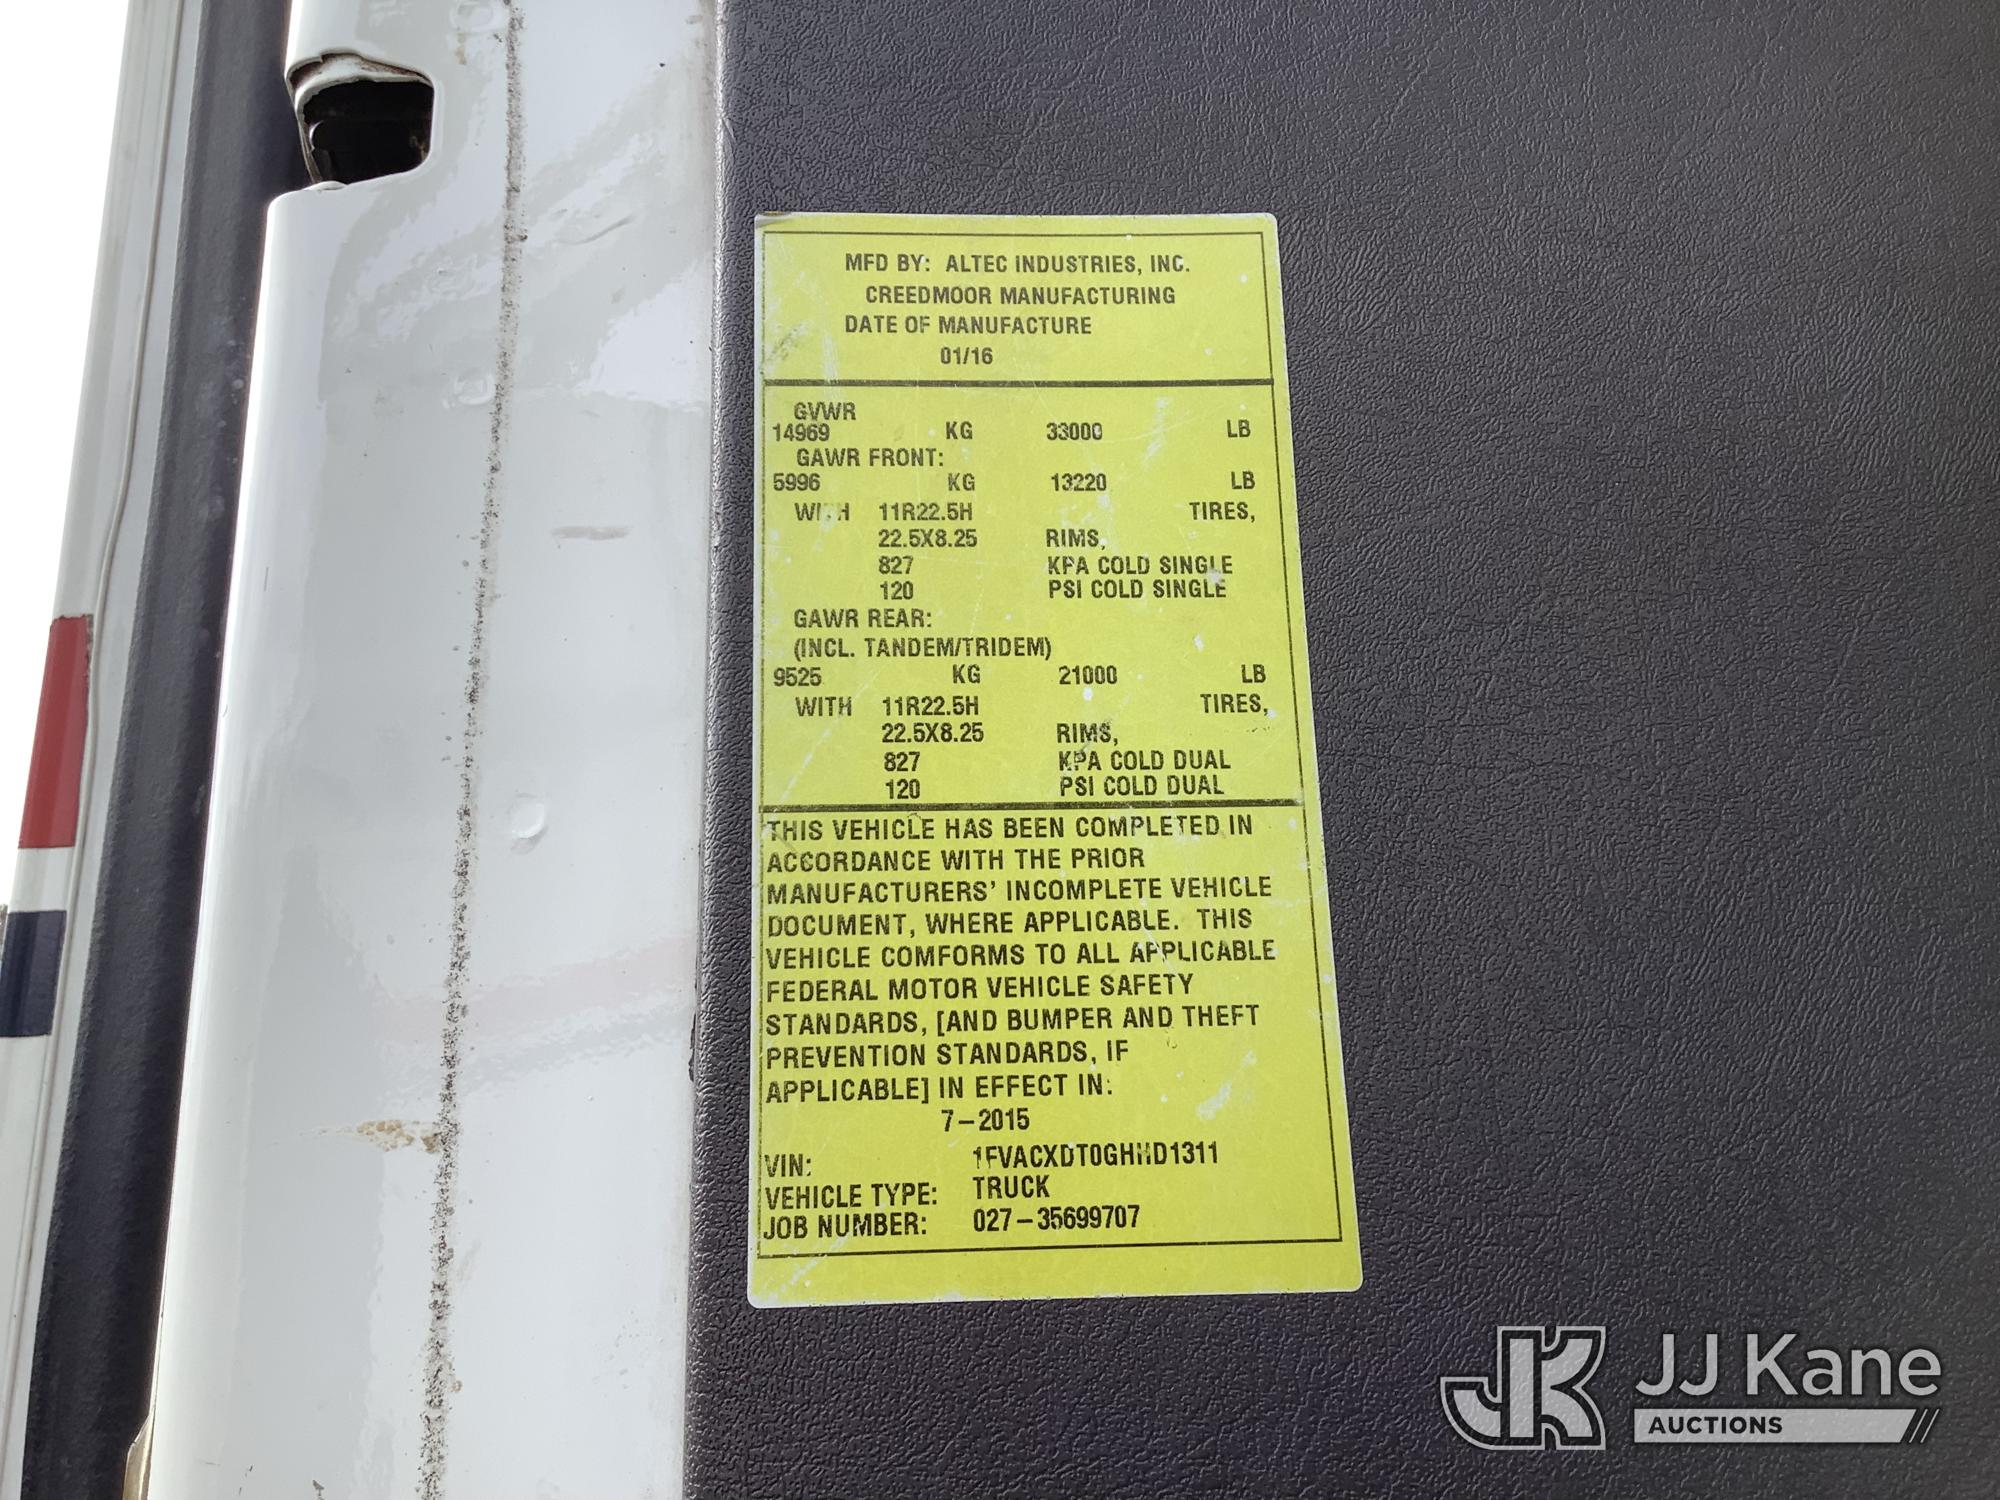 MFD BY: ALTEC INDUSTRIES, INC.
CREEDMOOR MANUFACTURING
DATE OF MANUFACTURE
01/16
GVWR
14969 KG 33000 LB
GAWR FRONT:
5996 KG 13220 LB
WITH 11R22.5H TIRES,
22.5X8.25 RIMS,
827 KPA COLD SINGLE
120 PSI COLD SINGLE
GAWR REAR:
(INCL. TANDEM/TRIDEM)
9525 KG 21000 LB
WITH 11R22.5H TIRES,
22.5X8.25 RIMS,
827 KPA COLD DUAL
120 PSI COLD DUAL
THIS VEHICLE HAS BEEN COMPLETED IN
ACCORDANCE WITH THE PRIOR
MANUFACTURERS' INCOMPLETE VEHICLE
DOCUMENT, WHERE APPLICABLE. THIS
VEHICLE COMFORMS TO ALL APPLICABLE
FEDERAL MOTOR VEHICLE SAFETY
STANDARDS, [AND BUMPER AND THEFT
PREVENTION STANDARDS, IF
APPLICABLE] IN EFFECT IN:
7-2015
VIN: 1FVACXDT0GHHD1311
VEHICLE TYPE: TRUCK
JOB NUMBER: 027-35699707
JK JJ Kane
AUCTIONS